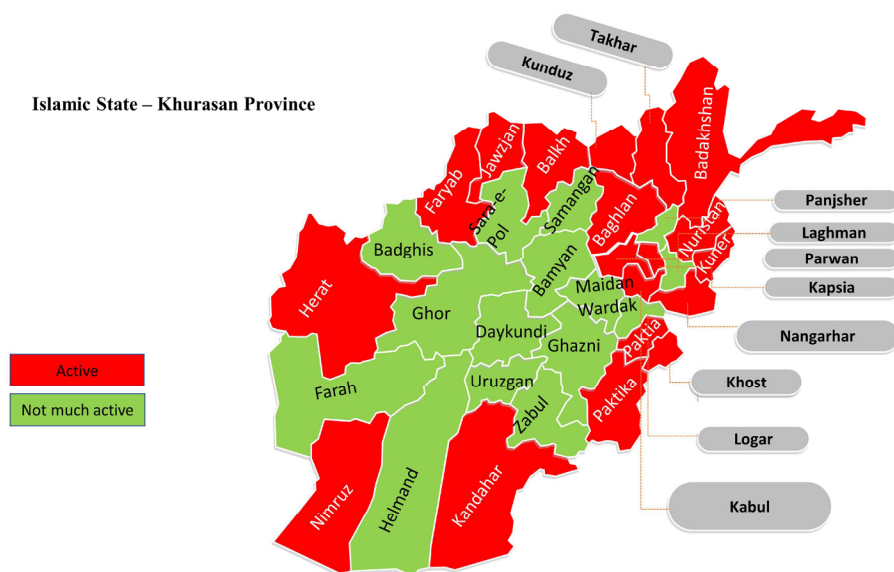 Takhar
Kunduz
Islamic State – Khurasan Province
Badakhshan
Jawzjan
Balkh
Faryab
Samangan
Sara-e-
Pol
Baghlan
Panjsher
Nuristan
Laghman
Kuner
Badghis
Parwan
Bamyan
Herat
Maidan
Wardak
Kapsia
Ghor
Daykundi
Ghazni
Paktia
Nangarhar
Active
Farah
Uruzgan
Khost
Not much active
Zabul
Paktika
Logar
Nimruz
Helmand
Kandahar
Kabul